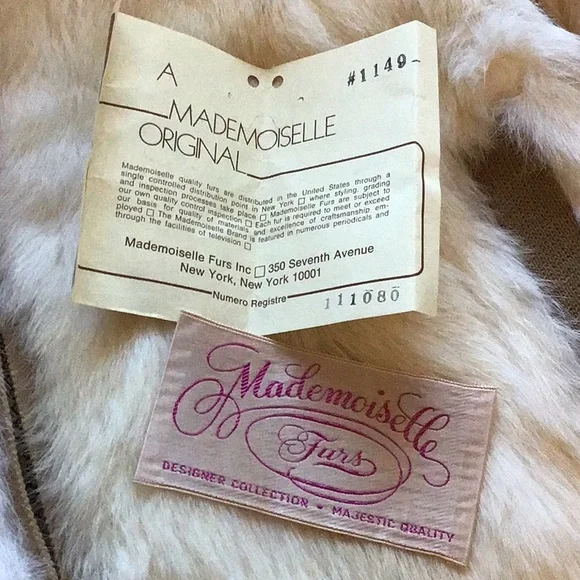 A
#1149-
MADEMOISELLE
ORIGINAL
Mademoiselle quality furs are distributed in the United States through a
single controlled distribution point in New York □ where styling, grading
and inspection processes take place □ Mademoiselle Furs are subject to
our own quality control inspection □ Each fur is required to meet or exceed
our basis for quality of materials and excellence of craftsmanship em-
ployed □ The Mademoiselle Brand is featured in numerous periodicals and
through the facilities of television □
Mademoiselle Furs Inc □ 350 Seventh Avenue
New York, New York 10001
Numero Registre
111080
Mademoiselle
Furs
DESIGNER COLLECTION • MAJESTIC QUALITY